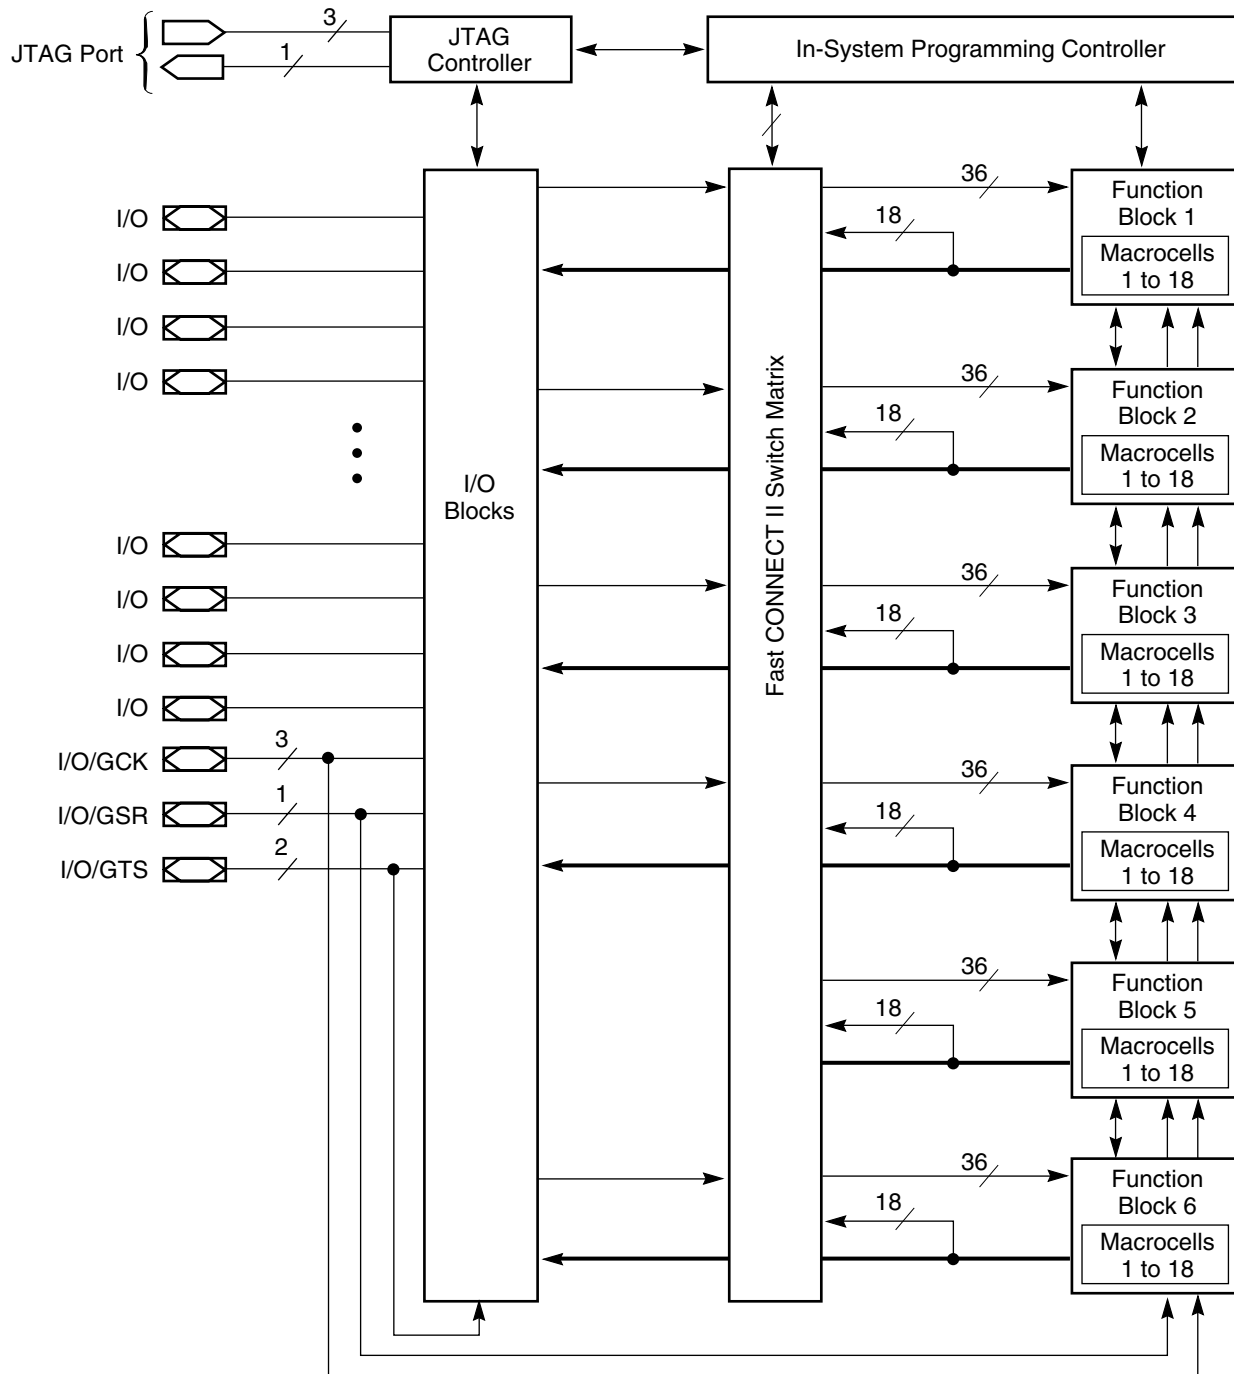 JTAG Port
3
1
JTAG
Controller
In-System Programming Controller
I/O
I/O
I/O
I/O
I/O
I/O
I/O
I/O
I/O/GCK
3
I/O/GSR
1
I/O/GTS
2
I/O
Blocks
Fast CONNECT II Switch Matrix
36
18
Function
Block 1
Macrocells
1 to 18
36
18
Function
Block 2
Macrocells
1 to 18
36
18
Function
Block 3
Macrocells
1 to 18
36
18
Function
Block 4
Macrocells
1 to 18
36
18
Function
Block 5
Macrocells
1 to 18
36
18
Function
Block 6
Macrocells
1 to 18